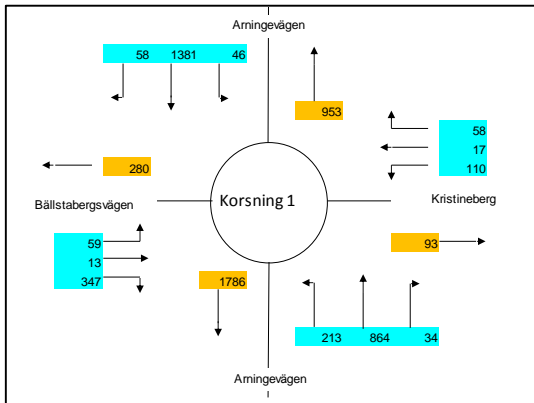 Arningevägen
58 1381 46
953
58
17
110
280
Bällstabergsvägen
Korsning 1
Kristineberg
59
13
347
93
1786
213 864 34
Arningevägen